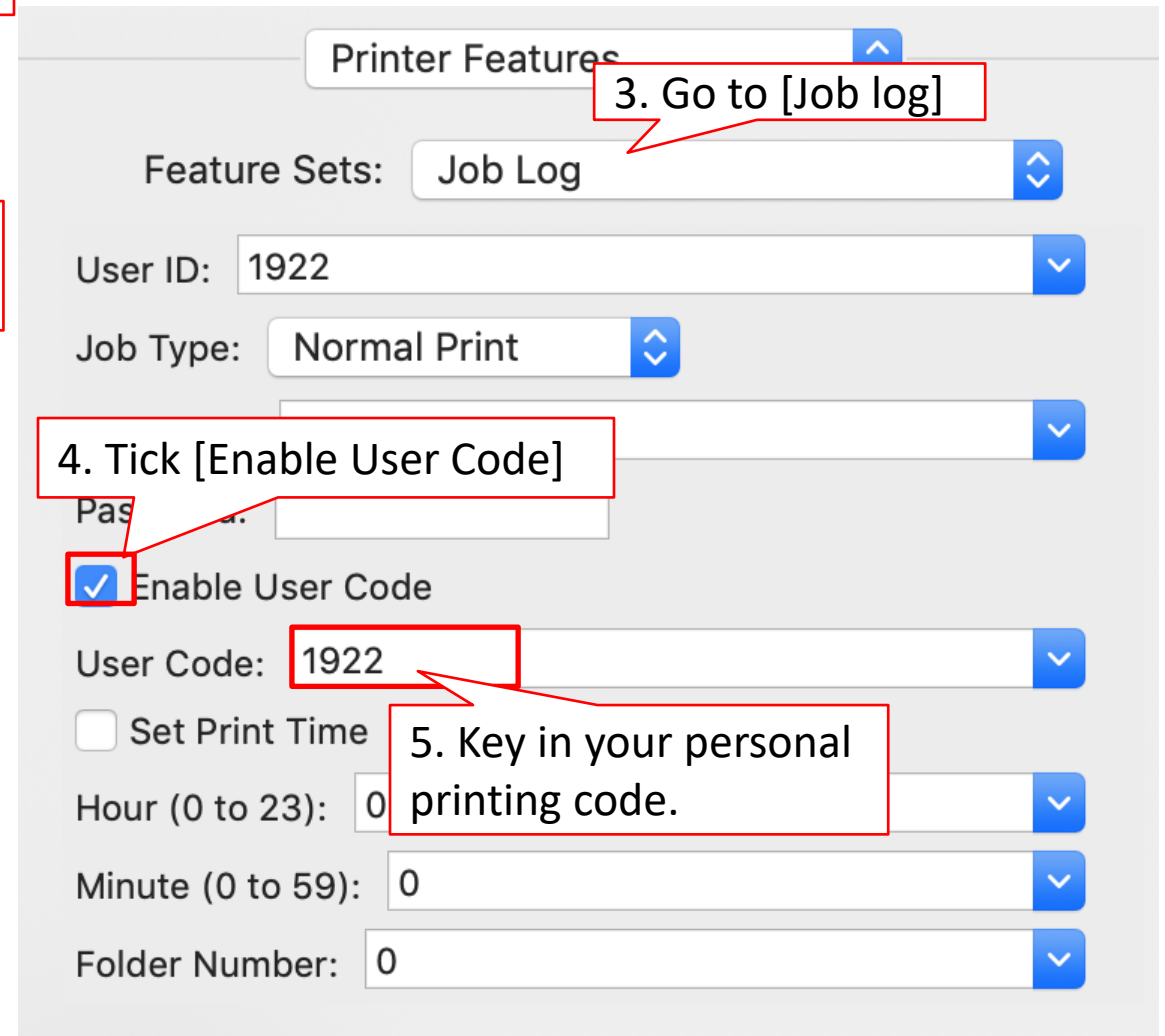 Printer Features
3. Go to [Job log]
Feature Sets: Job Log
User ID: 1922
Job Type: Normal Print
4. Tick [Enable User Code]
Enable User Code
User Code: 1922
Set Print Time
5. Key in your personal
printing code.
Hour (0 to 23): 0
Minute (0 to 59): 0
Folder Number: 0